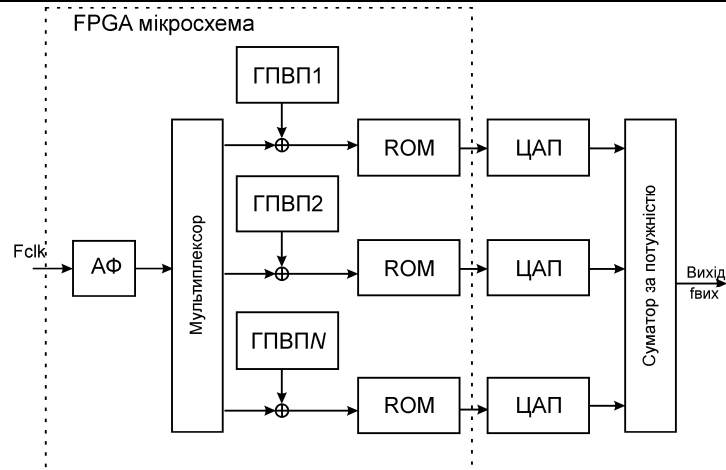 FPGA мікросхема
ГПВП1
ROM
ЦАП
ГПВП2
Fclk
АФ
Мультиплексор
ROM
ЦАП
Суматор за потужністю
Вихід
fвих
ГПВПN
ROM
ЦАП